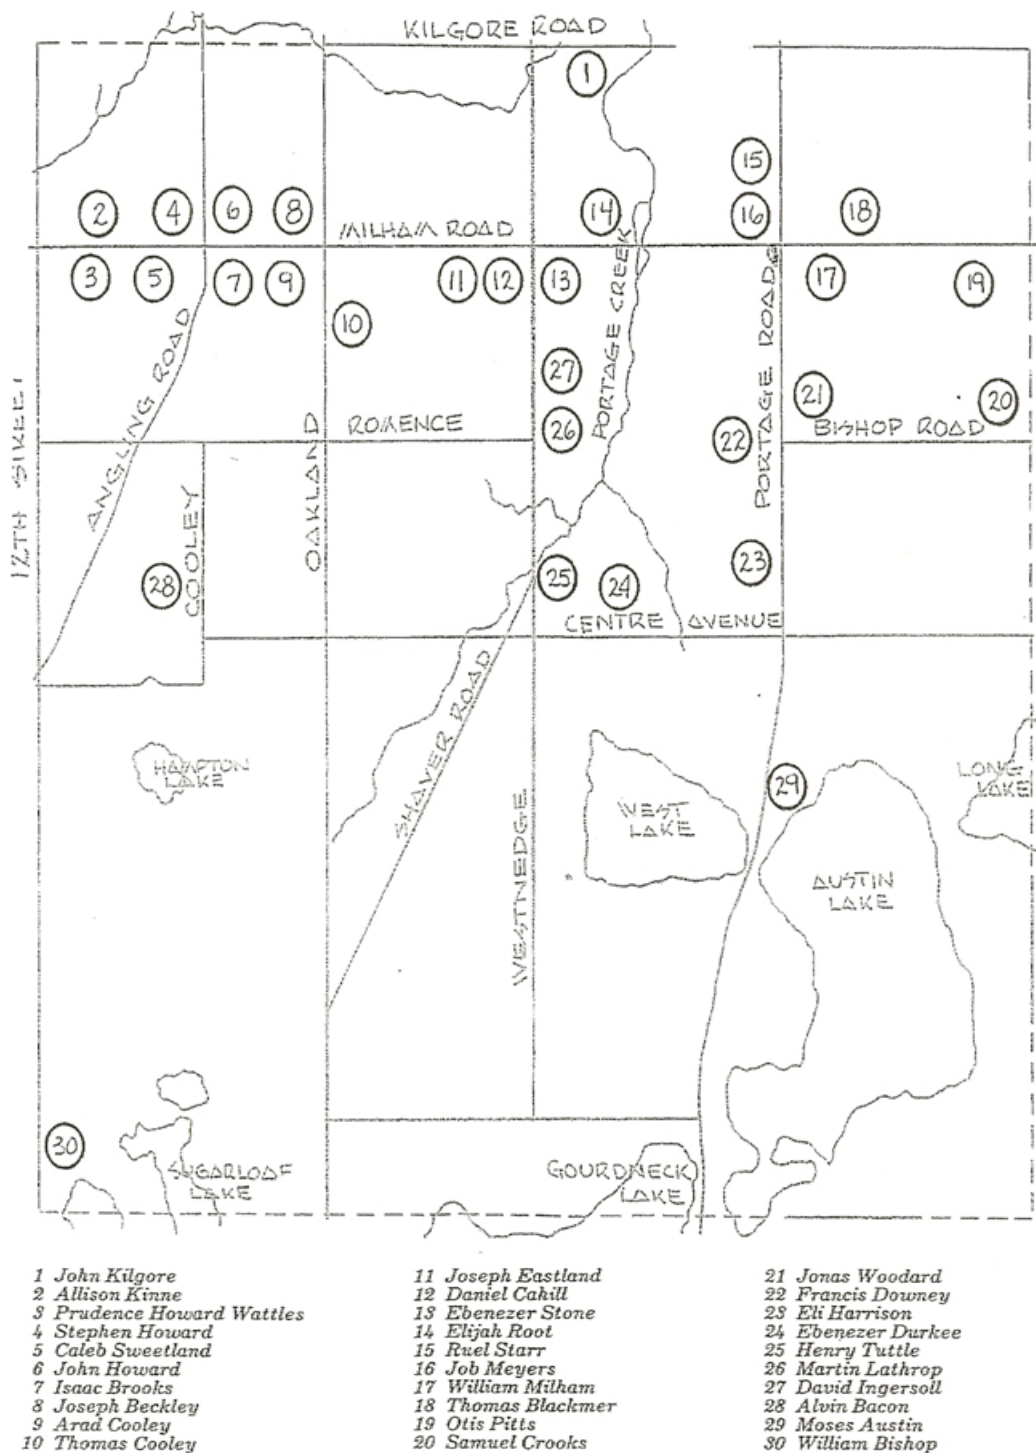 KILGORE ROAD
1
15
2
4
6
8
14
16
18
MILHAM ROAD
3
5
7
9
11
12
13
17
19
10
PORTAGE CREEK
PORTAGE ROAD
ANGLING ROAD
12TH STREET
27
21
20
OAKLAND
ROMENCE
26
22
BISHOP ROAD
COOLEY
28
25
24
23
CENTRE AVENUE
SHAVER ROAD
HAMPTON
LAKE
WEST
LAKE
29
LONG
LAKE
WESTNEDGE
AUSTIN
LAKE
30
SUGARLOAF
LAKE
GOURDNECK
LAKE
1 John Kilgore
2 Allison Kinne
3 Prudence Howard Wattles
4 Stephen Howard
5 Caleb Sweetland
6 John Howard
7 Isaac Brooks
8 Joseph Beckley
9 Arad Cooley
10 Thomas Cooley
11 Joseph Eastland
12 Daniel Cahill
13 Ebenezer Stone
14 Elijah Root
15 Ruel Starr
16 Job Meyers
17 William Milham
18 Thomas Blackmer
19 Otis Pitts
20 Samuel Crooks
21 Jonas Woodard
22 Francis Downey
23 Eli Harrison
24 Ebenezer Durkee
25 Henry Tuttle
26 Martin Lathrop
27 David Ingersoll
28 Alvin Bacon
29 Moses Austin
30 William Bishop